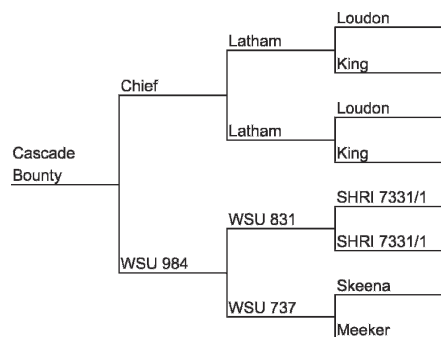 Loudon
Latham
King
Chief
Loudon
Latham
King
Cascade
Bounty
SHRI 7331/1
WSU 831
SHRI 7331/1
WSU 984
Skeena
WSU 737
Meeker